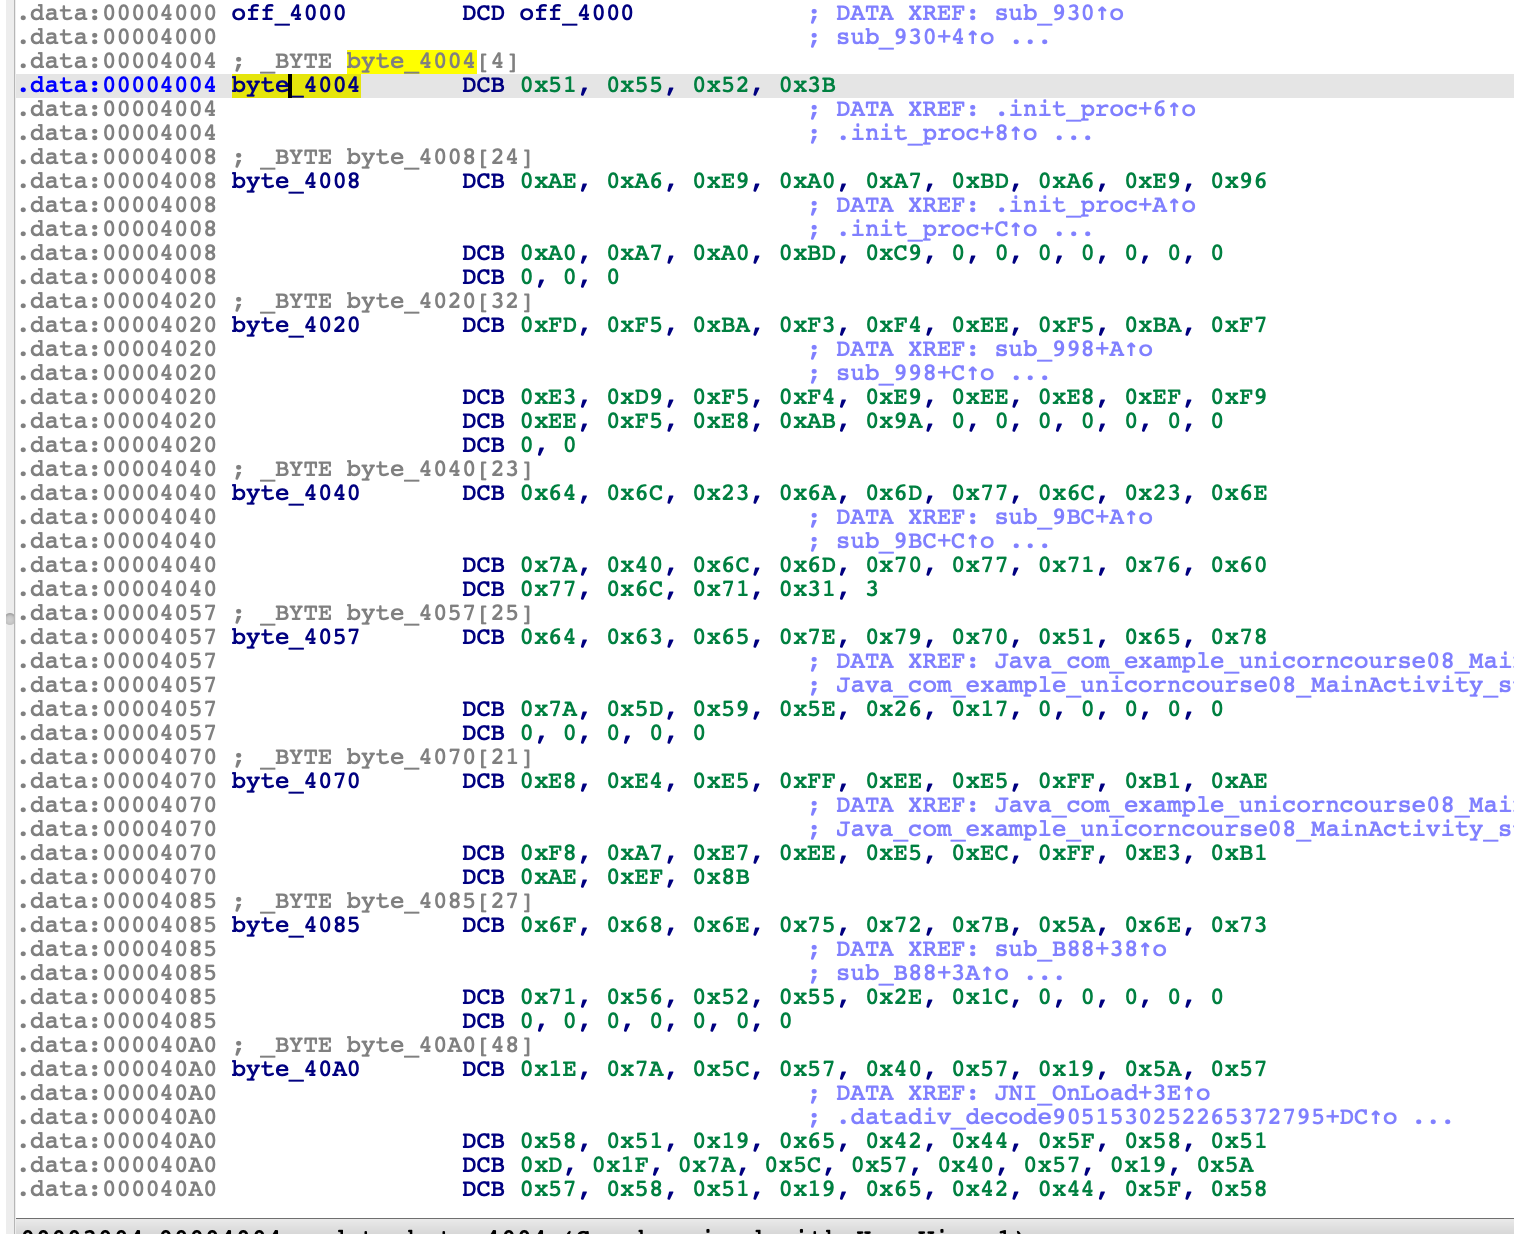 .data:00004000 off_4000 DCD off_4000 ; DATA XREF: sub_930↑o
.data:00004000 ; sub_930+4↑o ...
.data:00004004 ; _BYTE byte_4004[4]
.data:00004004 byte_4004 DCB 0x51, 0x55, 0x52, 0x3B
.data:00004004 ; DATA XREF: .init_proc+6↑o
.data:00004004 ; .init_proc+8↑o ...
.data:00004008 ; _BYTE byte_4008[24]
.data:00004008 byte_4008 DCB 0xAE, 0xA6, 0xE9, 0xA0, 0xA7, 0xBD, 0xA6, 0xE9, 0x96
.data:00004008 ; DATA XREF: .init_proc+A↑o
.data:00004008 ; .init_proc+C↑o ...
.data:00004008 DCB 0xA0, 0xA7, 0xA0, 0xBD, 0xC9, 0, 0, 0, 0, 0, 0, 0
.data:00004008 DCB 0, 0, 0
.data:00004020 ; _BYTE byte_4020[32]
.data:00004020 byte_4020 DCB 0xFD, 0xF5, 0xBA, 0xF3, 0xF4, 0xEE, 0xF5, 0xBA, 0xF7
.data:00004020 ; DATA XREF: sub_998+A↑o
.data:00004020 ; sub_998+C↑o ...
.data:00004020 DCB 0xE3, 0xD9, 0xF5, 0xF4, 0xE9, 0xEE, 0xE8, 0xEF, 0xF9
.data:00004020 DCB 0xEE, 0xF5, 0xE8, 0xAB, 0x9A, 0, 0, 0, 0, 0, 0, 0
.data:00004020 DCB 0, 0
.data:00004040 ; _BYTE byte_4040[23]
.data:00004040 byte_4040 DCB 0x64, 0x6C, 0x23, 0x6A, 0x6D, 0x77, 0x6C, 0x23, 0x6E
.data:00004040 ; DATA XREF: sub_9BC+A↑o
.data:00004040 ; sub_9BC+C↑o ...
.data:00004040 DCB 0x7A, 0x40, 0x6C, 0x6D, 0x70, 0x77, 0x71, 0x76, 0x60
.data:00004040 DCB 0x77, 0x6C, 0x71, 0x31, 3
.data:00004057 ; _BYTE byte_4057[25]
.data:00004057 byte_4057 DCB 0x64, 0x63, 0x65, 0x7E, 0x79, 0x70, 0x51, 0x65, 0x78
.data:00004057 ; DATA XREF: Java_com_example_unicorncourse08_Mai
.data:00004057 ; Java_com_example_unicorncourse08_MainActivity_s
.data:00004057 DCB 0x7A, 0x5D, 0x59, 0x5E, 0x26, 0x17, 0, 0, 0, 0, 0
.data:00004057 DCB 0, 0, 0, 0, 0
.data:00004070 ; _BYTE byte_4070[21]
.data:00004070 byte_4070 DCB 0xE8, 0xE4, 0xE5, 0xFF, 0xEE, 0xE5, 0xFF, 0xB1, 0xAE
.data:00004070 ; DATA XREF: Java_com_example_unicorncourse08_Mai
.data:00004070 ; Java_com_example_unicorncourse08_MainActivity_s
.data:00004070 DCB 0xF8, 0xA7, 0xE7, 0xEE, 0xE5, 0xEC, 0xFF, 0xE3, 0xB1
.data:00004070 DCB 0xAE, 0xEF, 0x8B
.data:00004085 ; _BYTE byte_4085[27]
.data:00004085 byte_4085 DCB 0x6F, 0x68, 0x6E, 0x75, 0x72, 0x7B, 0x5A, 0x6E, 0x73
.data:00004085 ; DATA XREF: sub_B88+38↑o
.data:00004085 ; sub_B88+3A↑o ...
.data:00004085 DCB 0x71, 0x56, 0x52, 0x55, 0x2E, 0x1C, 0, 0, 0, 0, 0
.data:00004085 DCB 0, 0, 0, 0, 0, 0, 0
.data:000040A0 ; _BYTE byte_40A0[48]
.data:000040A0 byte_40A0 DCB 0x1E, 0x7A, 0x5C, 0x57, 0x40, 0x57, 0x19, 0x5A, 0x57
.data:000040A0 ; DATA XREF: JNI_OnLoad+3E↑o
.data:000040A0 ; .datadiv_decode9051530252265372795+DC↑o ...
.data:000040A0 DCB 0x58, 0x51, 0x19, 0x65, 0x42, 0x44, 0x5F, 0x58, 0x51
.data:000040A0 DCB 0xD, 0x1F, 0x7A, 0x5C, 0x57, 0x40, 0x57, 0x19, 0x5A
.data:000040A0 DCB 0x57, 0x58, 0x51, 0x19, 0x65, 0x42, 0x44, 0x5F, 0x58